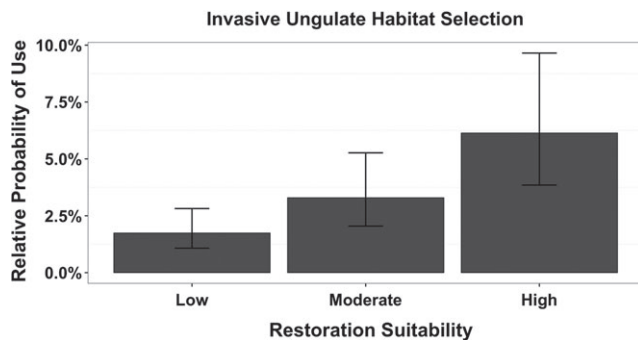 Invasive Ungulate Habitat Selection
Relative Probability of Use
10.0%
7.5%
5.0%
2.5%
0.0%
Low Moderate High
Restoration Suitability